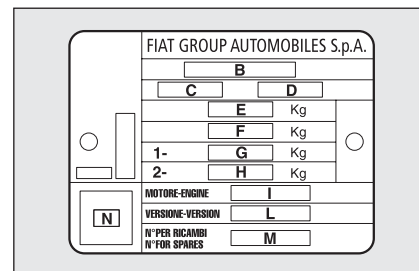 FIAT GROUP AUTOMOBILES S.p.A.
B
C D
E Kg
F Kg
1- G Kg
2- H Kg
MOTORE-ENGINE I
VERSIONE-VERSION L
N
N°PER RICAMBI
N°FOR SPARES M